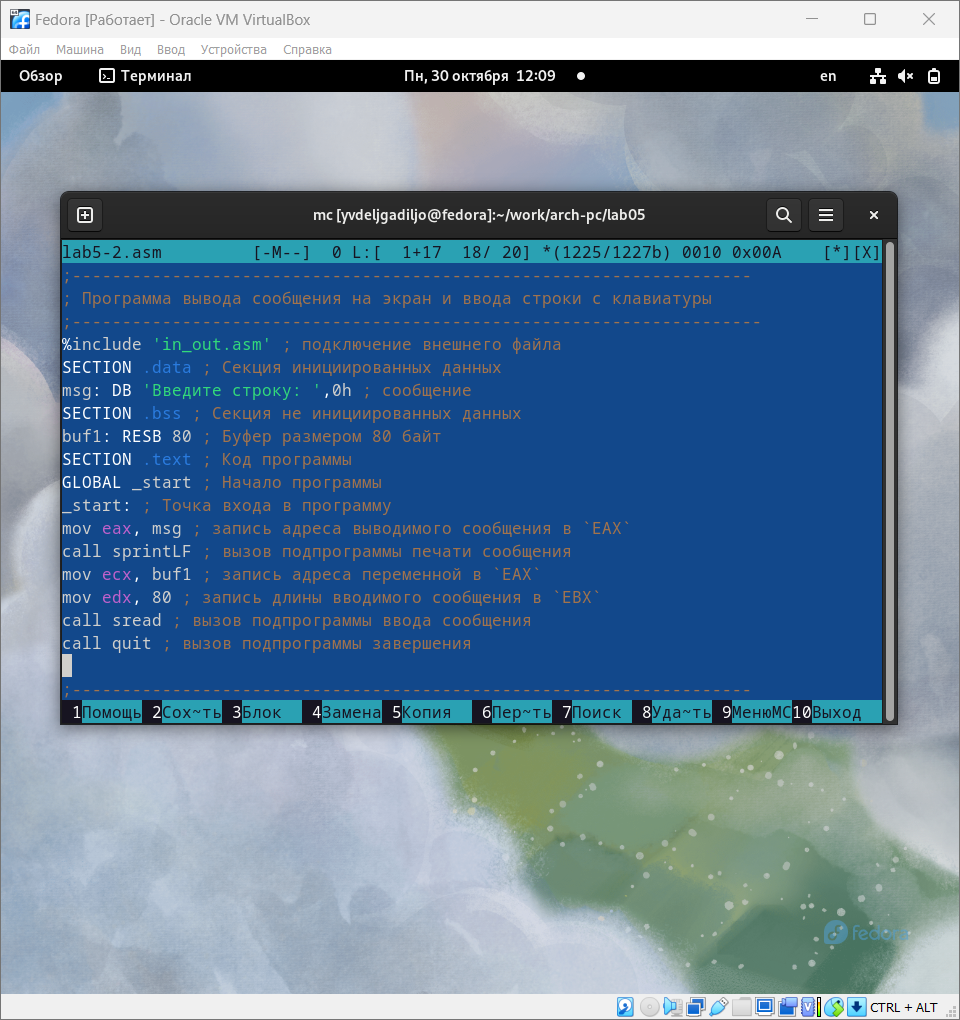 Fedora [Работает] - Oracle VM VirtualBox
Файл Машина Вид Ввод Устройства Справка
Обзор Терминал Пн, 30 октября 12:09 en
mc [yvdeljgadiljo@fedora]:~/work/arch-pc/lab05
lab5-2.asm [-M--] 0 L:[ 1+17 18/ 20] *(1225/1227b) 0010 0x00A [*][X]
;--------------------------------------------------------------------
; Программа вывода сообщения на экран и ввода строки с клавиатуры
;---------------------------------------------------------------------
%include 'in_out.asm' ; подключение внешнего файла
SECTION .data ; Секция инициированных данных
msg: DB 'Введите строку: ',0h ; сообщение
SECTION .bss ; Секция не инициированных данных
buf1: RESB 80 ; Буфер размером 80 байт
SECTION .text ; Код программы
GLOBAL _start ; Начало программы
_start: ; Точка входа в программу
mov eax, msg ; запись адреса выводимого сообщения в `EAX`
call sprintLF ; вызов подпрограммы печати сообщения
mov ecx, buf1 ; запись адреса переменной в `EAX`
mov edx, 80 ; запись длины вводимого сообщения в `EBX`
call sread ; вызов подпрограммы ввода сообщения
call quit ; вызов подпрограммы завершения
;--------------------------------------------------------------------
1Помощь 2Сох~ть 3Блок 4Замена 5Копия 6Пер~ть 7Поиск 8Уда~ть 9МенюMC 10Выход
fedora
CTRL + ALT